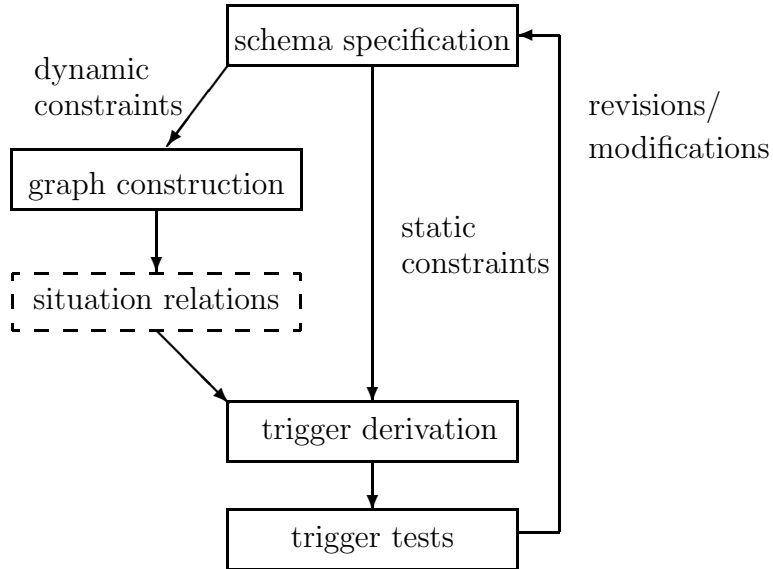 schema specification
dynamic
constraints
revisions/
modifications
graph construction
static
constraints
situation relations
trigger derivation
trigger tests